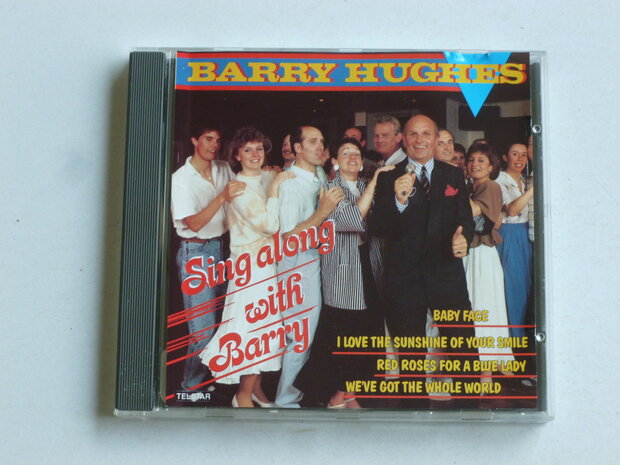 BARRY HUGHES
Sing along
with
Barry
BABY FACE
I LOVE THE SUNSHINE OF YOUR SMILE
RED ROSES FOR A BLUE LADY
WE'VE GOT THE WHOLE WORLD
TELSTAR